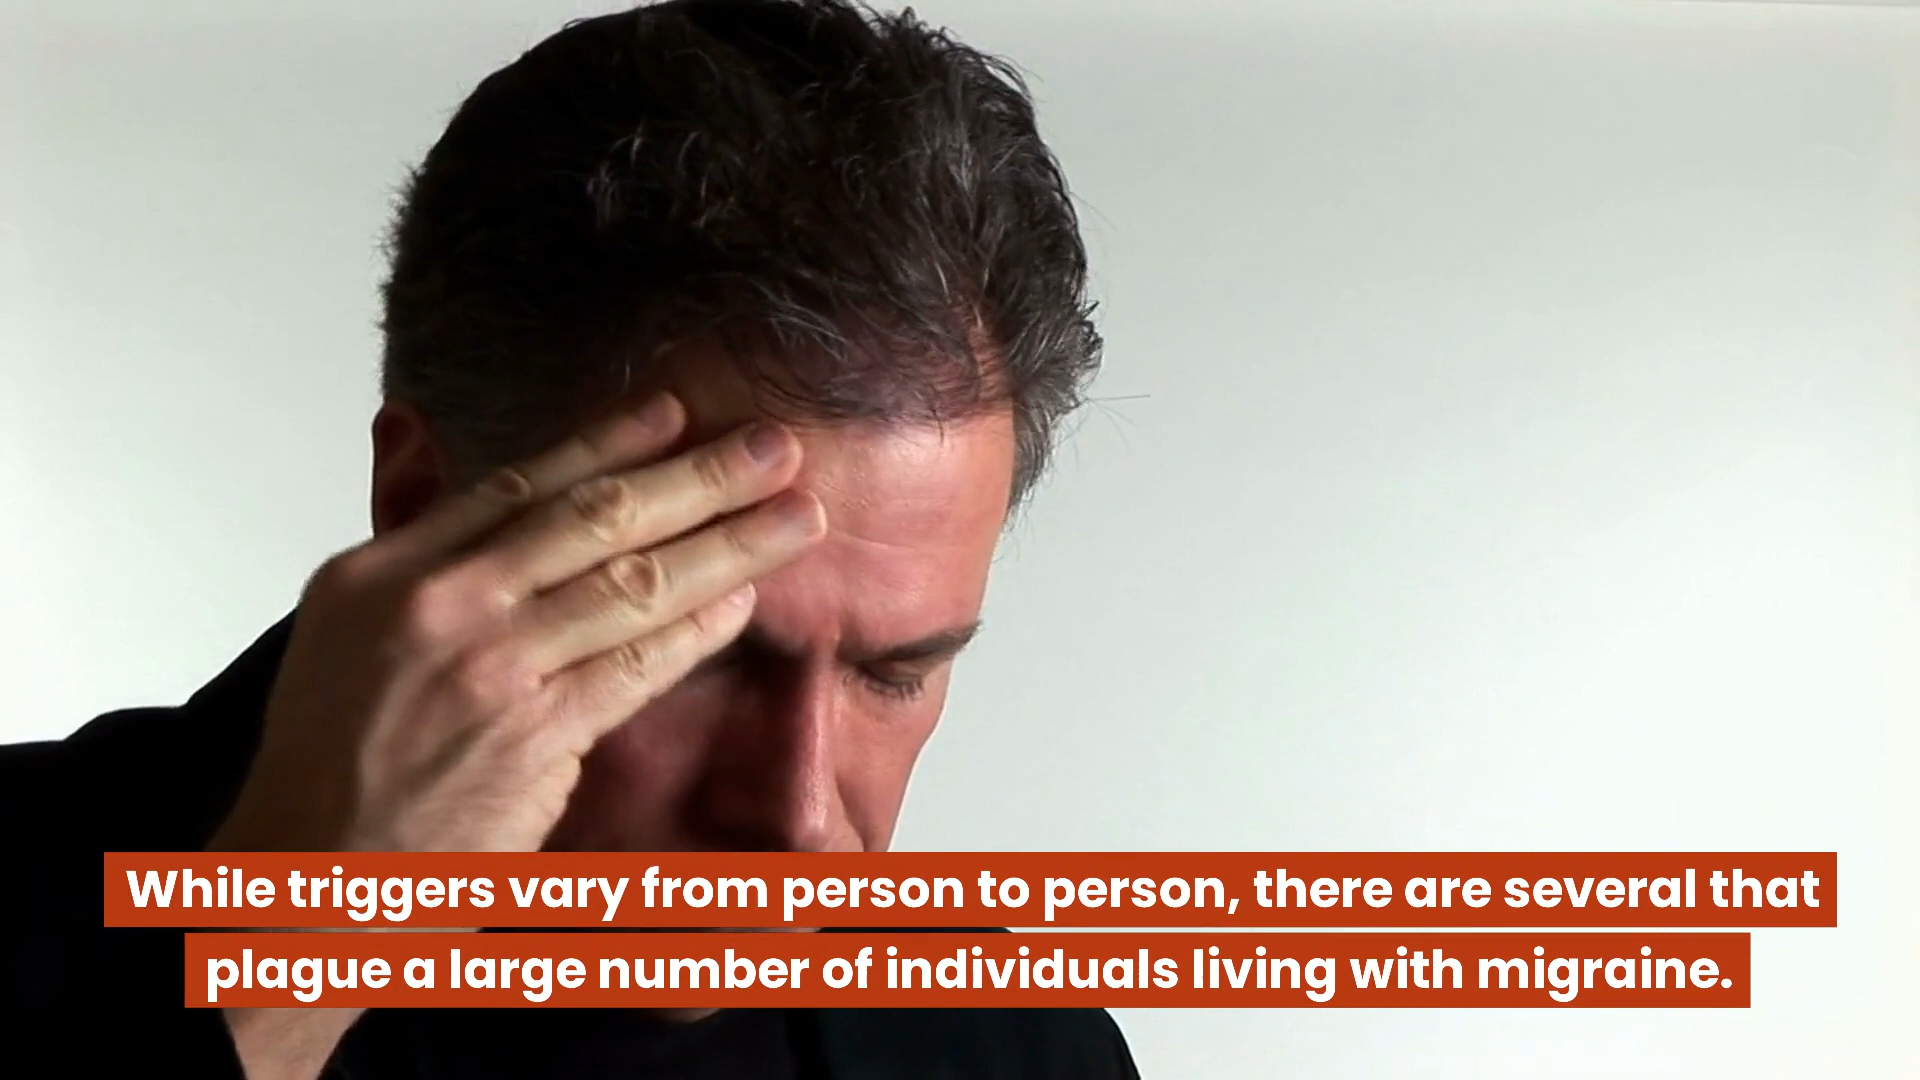 While triggers vary from person to person, there are several that
plague a large number of individuals living with migraine.